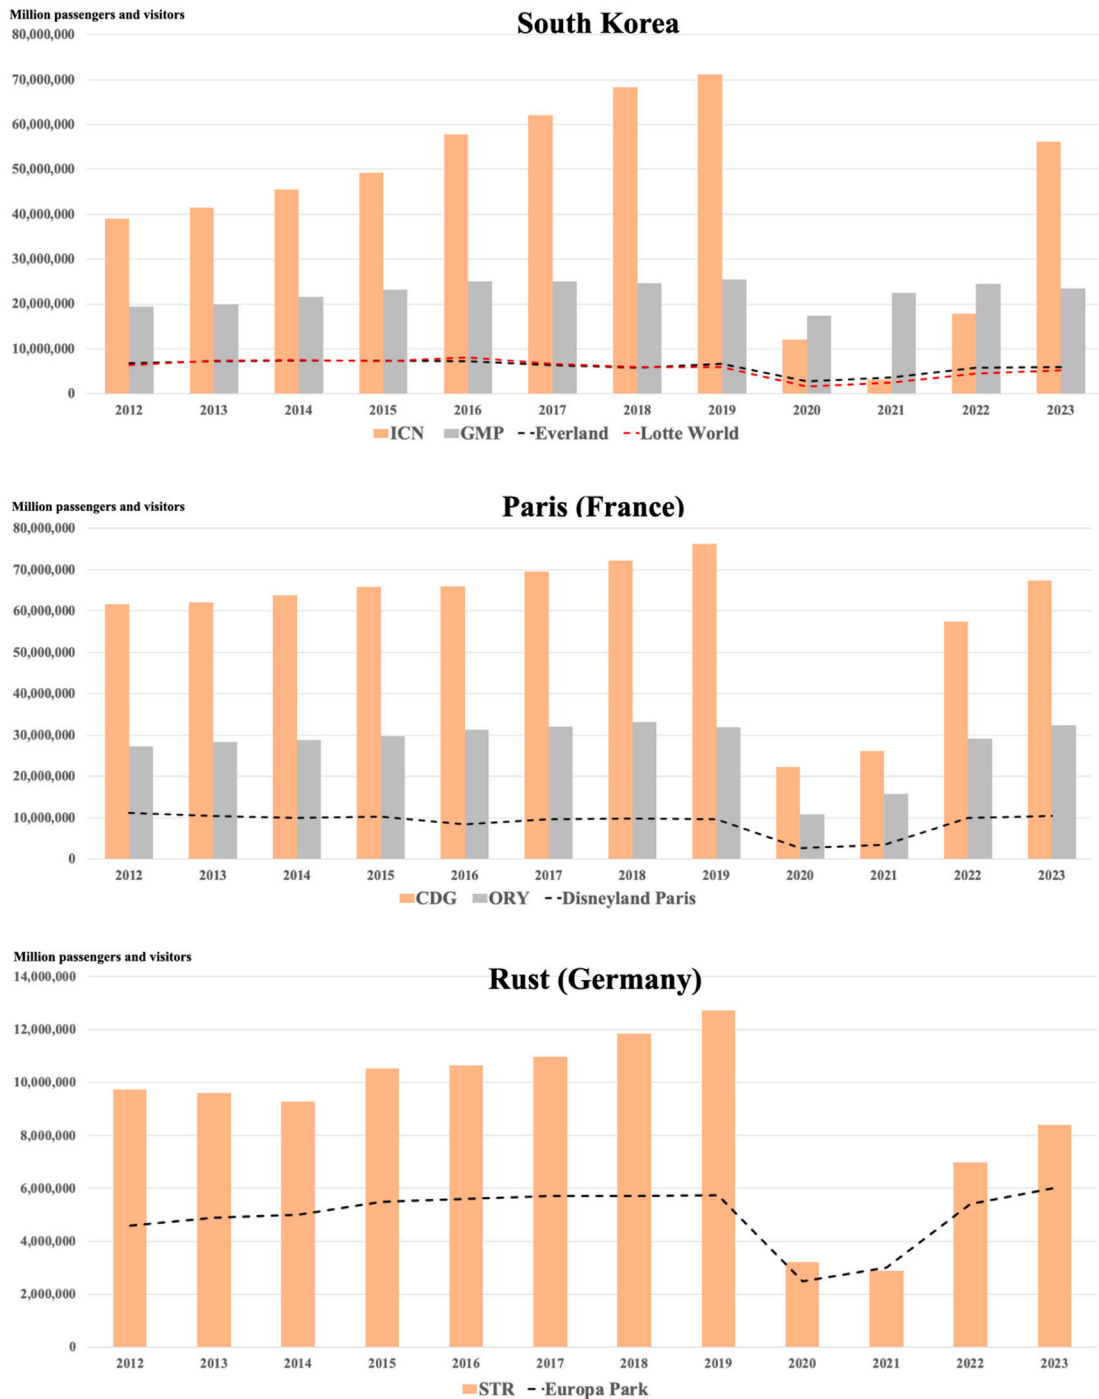 Million passengers and visitors
South Korea
80,000,000
70,000,000
60,000,000
50,000,000
40,000,000
30,000,000
20,000,000
10,000,000
0
2012 2013 2014 2015 2016 2017 2018 2019 2020 2021 2022 2023
ICN GMP Everland Lotte World
Million passengers and visitors
Paris (France)
80,000,000
70,000,000
60,000,000
50,000,000
40,000,000
30,000,000
20,000,000
10,000,000
0
2012 2013 2014 2015 2016 2017 2018 2019 2020 2021 2022 2023
CDG ORY Disneyland Paris
Million passengers and visitors
Rust (Germany)
14,000,000
12,000,000
10,000,000
8,000,000
6,000,000
4,000,000
2,000,000
0
2012 2013 2014 2015 2016 2017 2018 2019 2020 2021 2022 2023
STR Europa Park